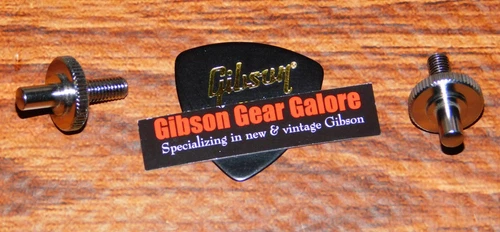 Gibson
Gibson Gear Galore
Specializing in new & vintage Gibson